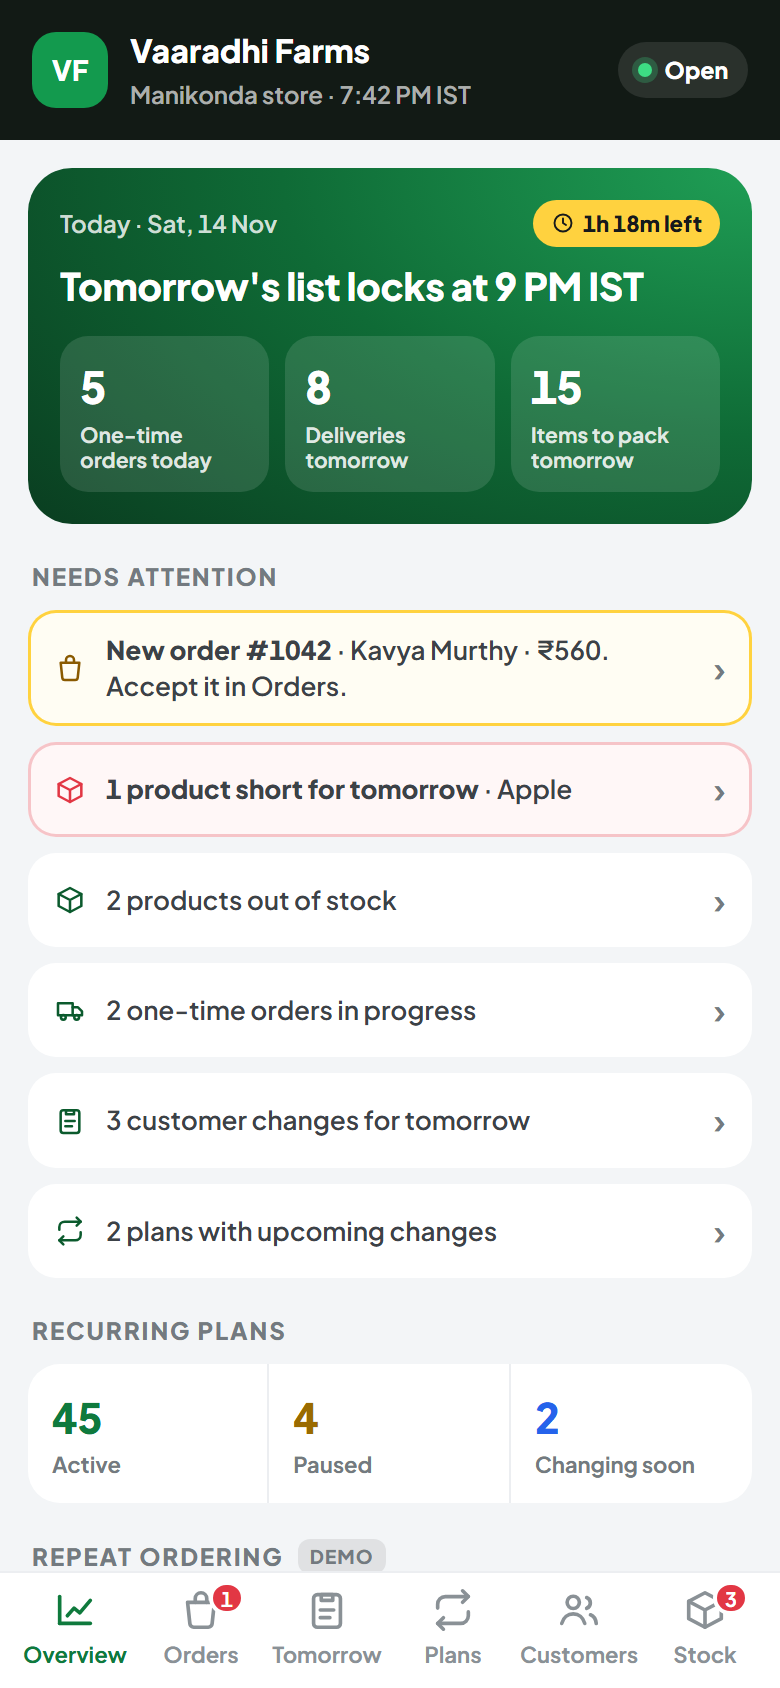 VF
Vaaradhi Farms
Manikonda store · 7:42 PM IST
Open
Today · Sat, 14 Nov
1h 18m left
Tomorrow's list locks at 9 PM IST
5
One-time
orders today
8
Deliveries
tomorrow
15
Items to pack
tomorrow
NEEDS ATTENTION
New order #1042 · Kavya Murthy · ₹560.
Accept it in Orders.
1 product short for tomorrow · Apple
2 products out of stock
2 one-time orders in progress
3 customer changes for tomorrow
2 plans with upcoming changes
RECURRING PLANS
45
Active
4
Paused
2
Changing soon
REPEAT ORDERING DEMO
Overview
1
Orders
Tomorrow
Plans
Customers
3
Stock